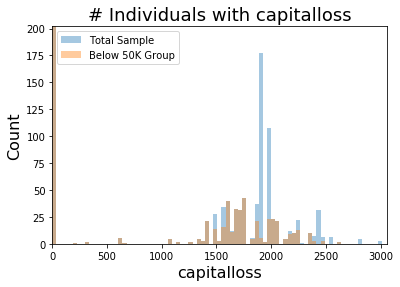 # Individuals with capitalloss
Total Sample
Below 50K Group
200
175
150
125
100
75
50
25
0
Count
0 500 1000 1500 2000 2500 3000
capitalloss